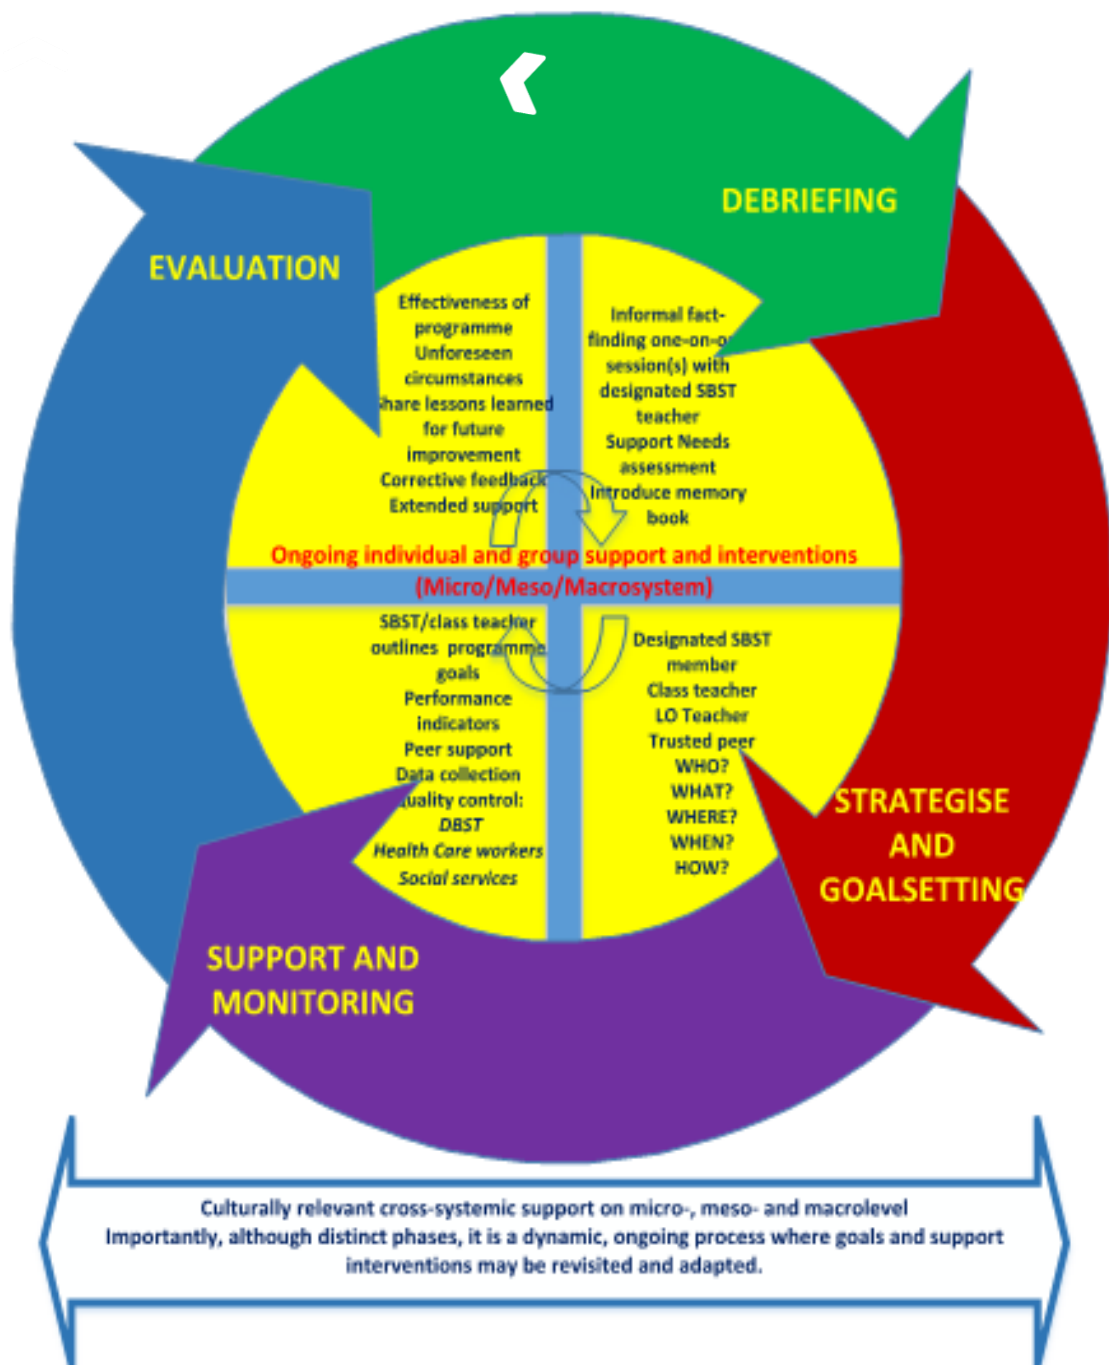 DEBRIEFING
EVALUATION
Effectiveness of
programme
Unforeseen
circumstances
Share lessons learned
for future
improvement
Corrective feedback
Extended support
Informal fact-
finding one-on-
session(s) with
designated SBST
teacher
Support Needs
assessment
Introduce memory
book
Ongoing individual and group support and interventions
(Micro/Meso/Macrosystem)
SBST/class teacher
outlines programme
goals
Performance
indicators
Peer support
Data collection
quality control:
DBST
Health Care workers
Social services
Designated SBST
member
Class teacher
LO Teacher
Trusted peer
WHO?
WHAT?
WHERE?
WHEN?
HOW?
STRATEGISE
AND
GOALSETTING
SUPPORT AND
MONITORING
Culturally relevant cross-systemic support on micro-, meso- and macrolevel
Importantly, although distinct phases, it is a dynamic, ongoing process where goals and support
interventions may be revisited and adapted.